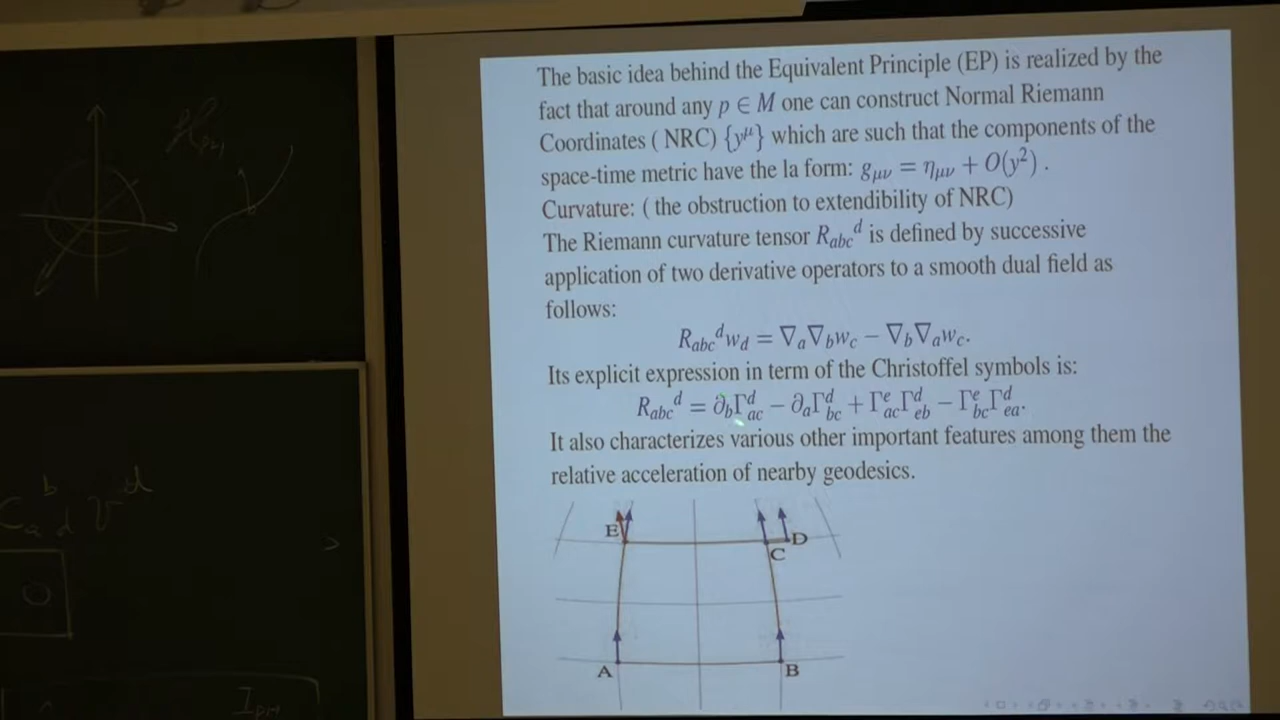 The basic idea behind the Equivalent Principle (EP) is realized by the
fact that around any p ∈ M one can construct Normal Riemann
Coordinates ( NRC) {y^μ} which are such that the components of the
space-time metric have the la form: g_μν = η_μν + O(y²) .
Curvature: ( the obstruction to extendibility of NRC)
The Riemann curvature tensor R_abc^d is defined by successive
application of two derivative operators to a smooth dual field as
follows:
R_abc^d w_d = ∇_a∇_b w_c − ∇_b∇_a w_c.
Its explicit expression in term of the Christoffel symbols is:
R_abc^d = ∂_bΓ^d_ac − ∂_aΓ^d_bc + Γ^e_acΓ^d_eb − Γ^e_bcΓ^d_ea.
It also characterizes various other important features among them the
relative acceleration of nearby geodesics.
E
D
C
A
B